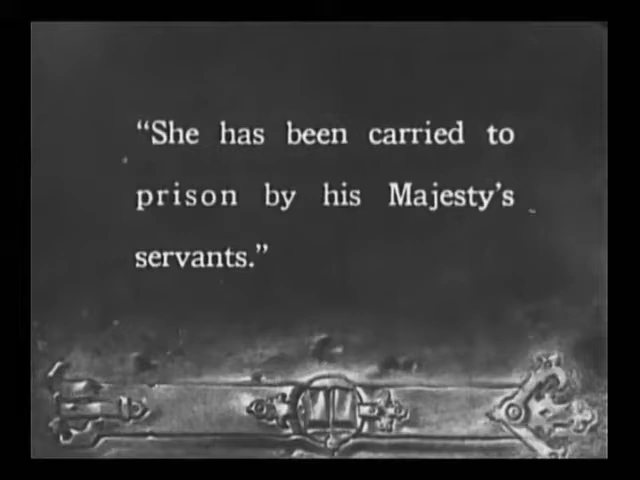 “She has been carried to
prison by his Majesty’s
servants.”